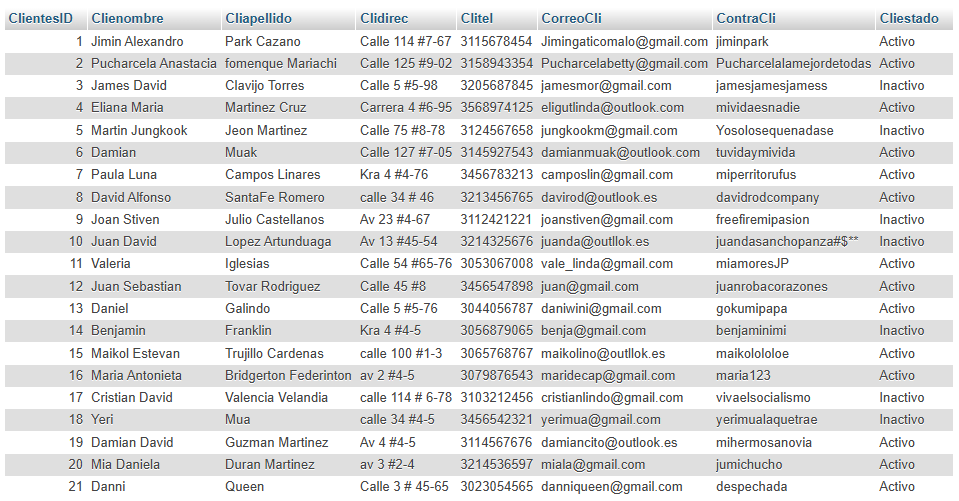 ClientesID Clienombre Cliapellido Clidirec Clitel CorreoCli ContraCli Cliestado
1 Jimin Alexandro Park Cazano Calle 114 #7-67 3115678454 Jimingaticomalo@gmail.com jiminpark Activo
2 Pucharcela Anastacia fomenque Mariachi Calle 125 #9-02 3158943354 Pucharcelabetty@gmail.com Pucharcelalamejordetodas Activo
3 James David Clavijo Torres Calle 5 #5-98 3205687845 jamesmor@gmail.com jamesjamesjamess Inactivo
4 Eliana Maria Martinez Cruz Carrera 4 #6-95 3568974125 eligutlinda@outlook.com mividaesnadie Activo
5 Martin Jungkook Jeon Martinez Calle 75 #8-78 3124567658 jungkookm@gmail.com Yosolosequenadase Inactivo
6 Damian Muak Calle 127 #7-05 3145927543 damianmuak@outlook.com tuvidaymivida Activo
7 Paula Luna Campos Linares Kra 4 #4-76 3456783213 camposlin@gmail.com miperritorufus Activo
8 David Alfonso SantaFe Romero calle 34 # 46 3213456765 davirod@outlook.es davidrodcompany Activo
9 Joan Stiven Julio Castellanos Av 23 #4-67 3112421221 joanstiven@gmail.com freefiremipasion Inactivo
10 Juan David Lopez Artunduaga Av 13 #45-54 3214325676 juanda@outllok.es juandasanchopanza#$** Inactivo
11 Valeria Iglesias Calle 54 #65-76 3053067008 vale_linda@gmail.com miamoresJP Activo
12 Juan Sebastian Tovar Rodriguez Calle 45 #8 3456547898 juan@gmail.com juanrobacorazones Activo
13 Daniel Galindo Calle 5 #5-76 3044056787 daniwini@gmail.com gokumipapa Activo
14 Benjamin Franklin Kra 4 #4-5 3056879065 benja@gmail.com benjaminimi Inactivo
15 Maikol Estevan Trujillo Cardenas calle 100 #1-3 3065768767 maikolino@outllok.es maikolololoe Activo
16 Maria Antonieta Bridgerton Federinton av 2 #4-5 3079876543 maridecap@gmail.com maria123 Activo
17 Cristian David Valencia Velandia calle 114 # 6-78 3103212456 cristianlindo@gmail.com vivaelsocialismo Inactivo
18 Yeri Mua calle 34 #4-5 3456542321 yerimua@gmail.com yerimualaquetrae Inactivo
19 Damian David Guzman Martinez Av 4 #4-5 3114567676 damiancito@outlook.es mihermosanovia Activo
20 Mia Daniela Duran Martinez av 3 #2-4 3214536597 miala@gmail.com jumichucho Activo
21 Danni Queen Calle 3 # 45-65 3023054565 danniqueen@gmail.com despechada Activo